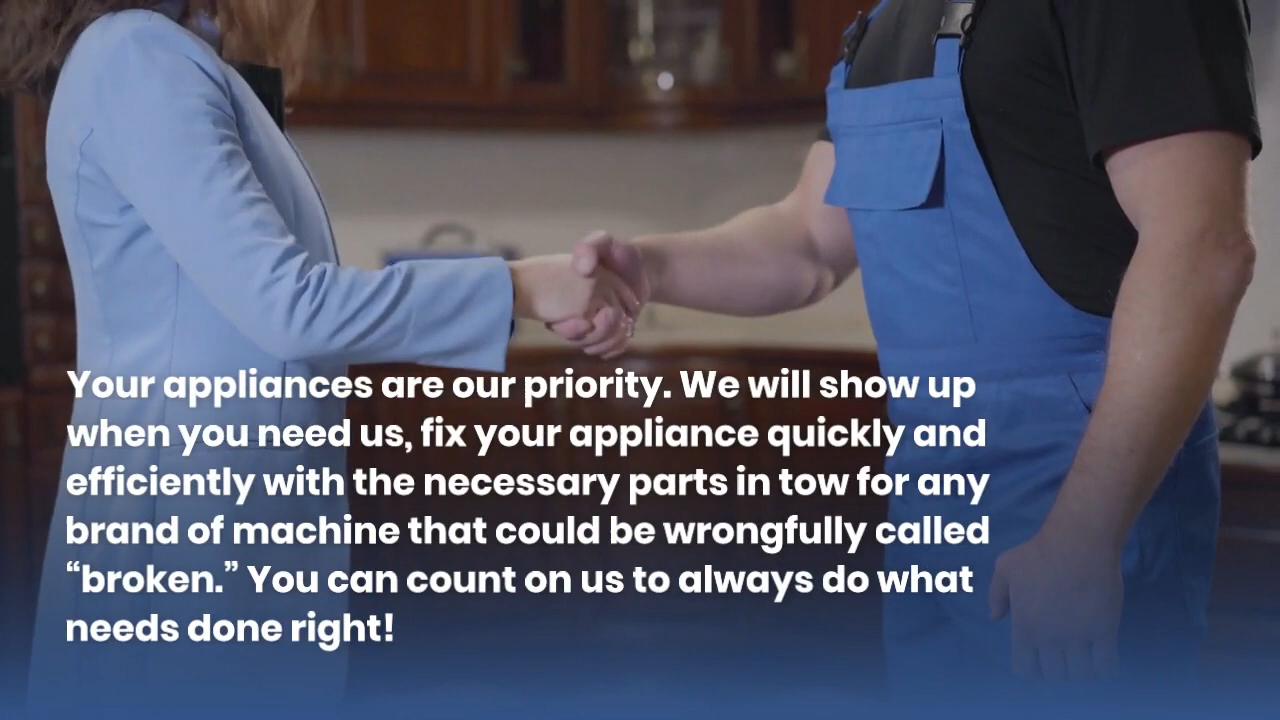 Your appliances are our priority. We will show up
when you need us, fix your appliance quickly and
efficiently with the necessary parts in tow for any
brand of machine that could be wrongfully called
“broken.” You can count on us to always do what
needs done right!